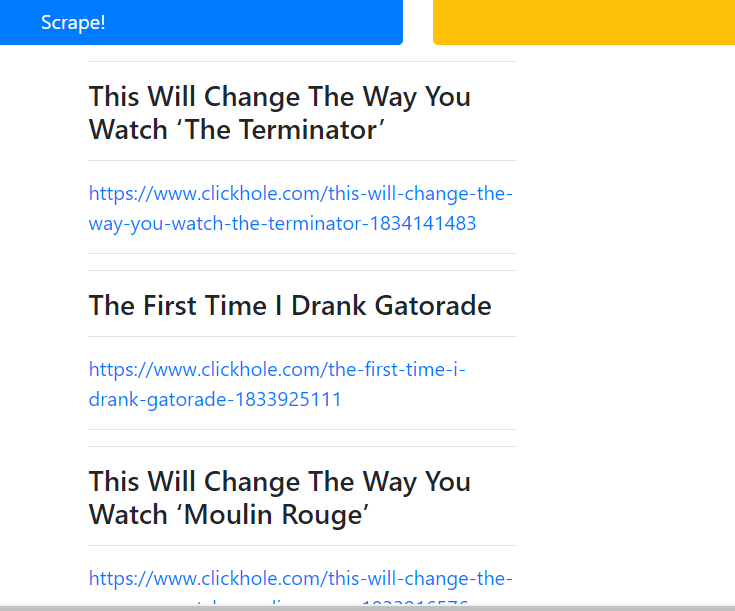 Scrape!
This Will Change The Way You
Watch ‘The Terminator’
https://www.clickhole.com/this-will-change-the-
way-you-watch-the-terminator-1834141483
The First Time I Drank Gatorade
https://www.clickhole.com/the-first-time-i-
drank-gatorade-1833925111
This Will Change The Way You
Watch ‘Moulin Rouge’
https://www.clickhole.com/this-will-change-the-